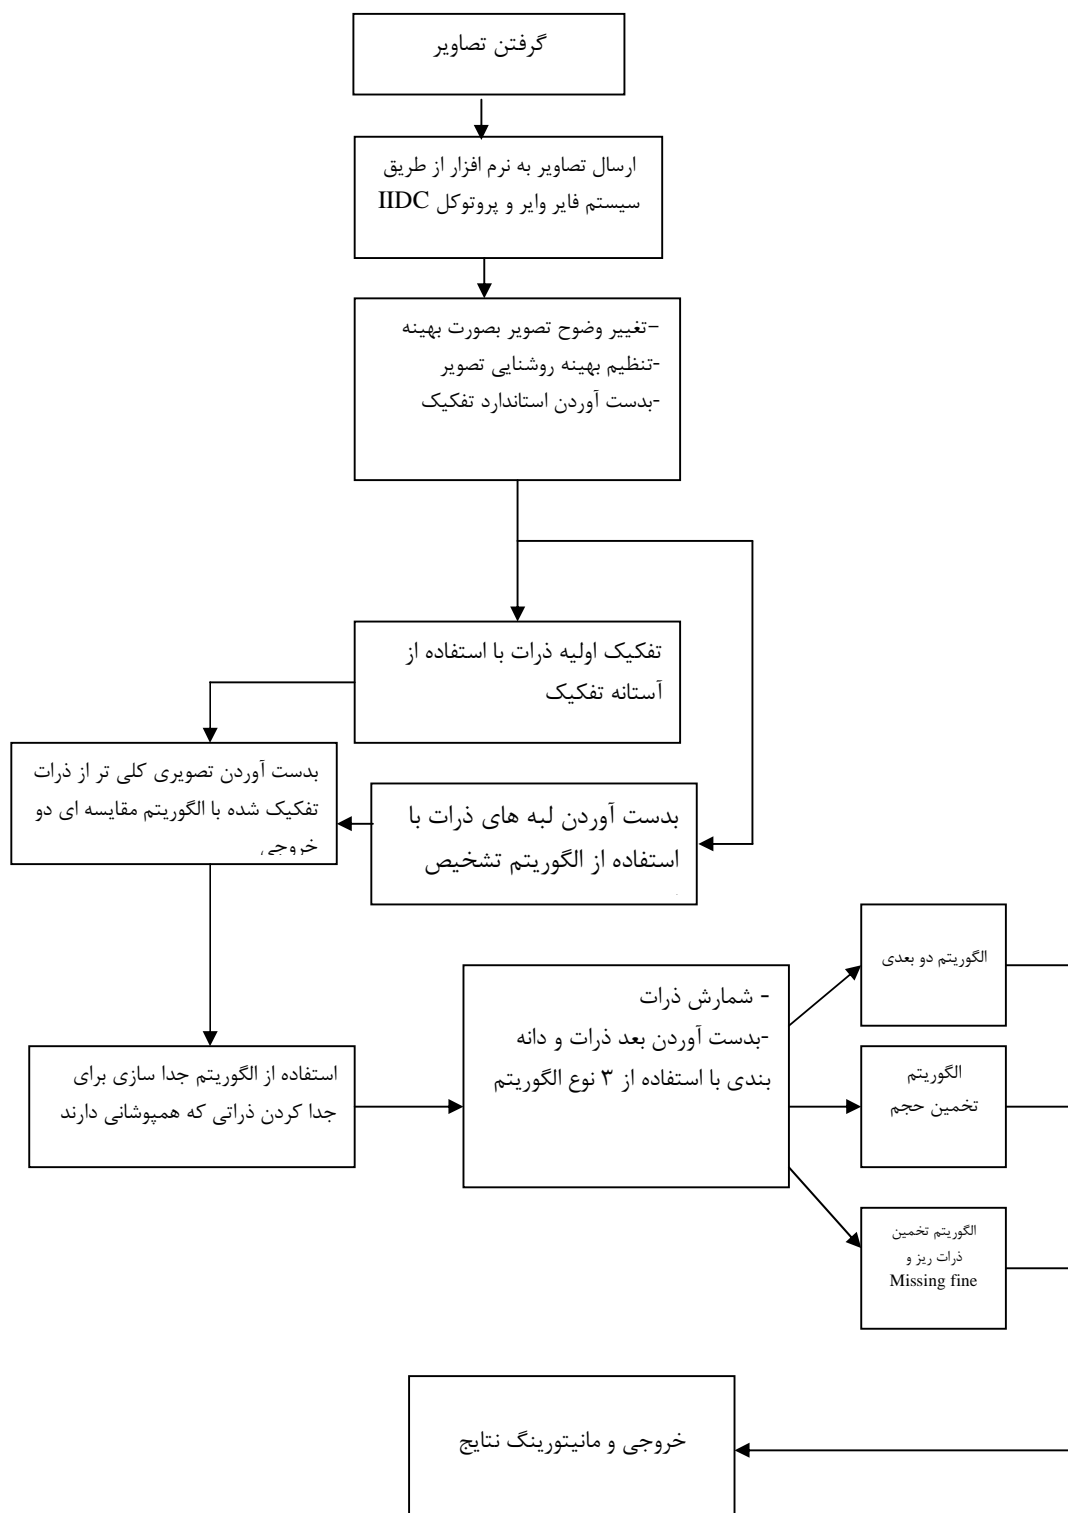 گرفتن تصاویر
ارسال تصاویر به نرم افزار از طریق
سیستم فایر وایر و پروتوکل IIDC
-تغییر وضوح تصویر بصورت بهینه
-تنظیم بهینه روشنایی تصویر
-بدست آوردن استاندارد تفکیک
تفکیک اولیه ذرات با استفاده از
آستانه تفکیک
بدست آوردن تصویری کلی تر از ذرات
تفکیک شده با الگوریتم مقایسه ای دو
خروجی
بدست آوردن لبه های ذرات با
استفاده از الگوریتم تشخیص
الگوریتم دو بعدی
- شمارش ذرات
-بدست آوردن بعد ذرات و دانه
بندی با استفاده از ۳ نوع الگوریتم
استفاده از الگوریتم جدا سازی برای
جدا کردن ذراتی که همپوشانی دارند
الگوریتم
تخمین حجم
الگوریتم تخمین
ذرات ریز و
Missing fine
خروجی و مانیتورینگ نتایج